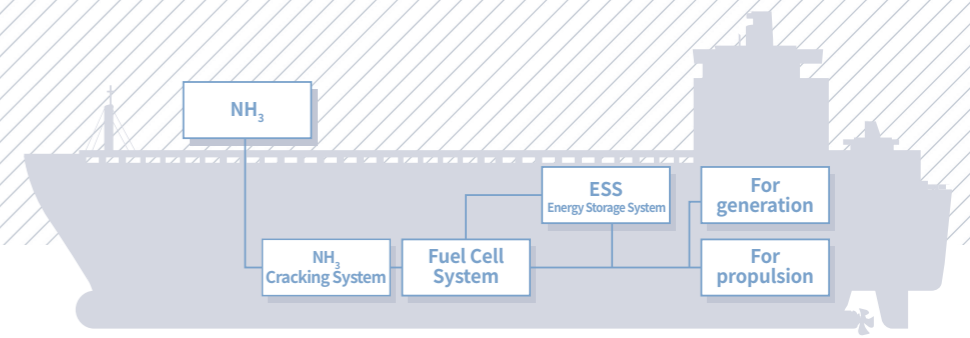 NH₃
ESS
Energy Storage System
For
generation
NH₃
Cracking System
Fuel Cell
System
For
propulsion